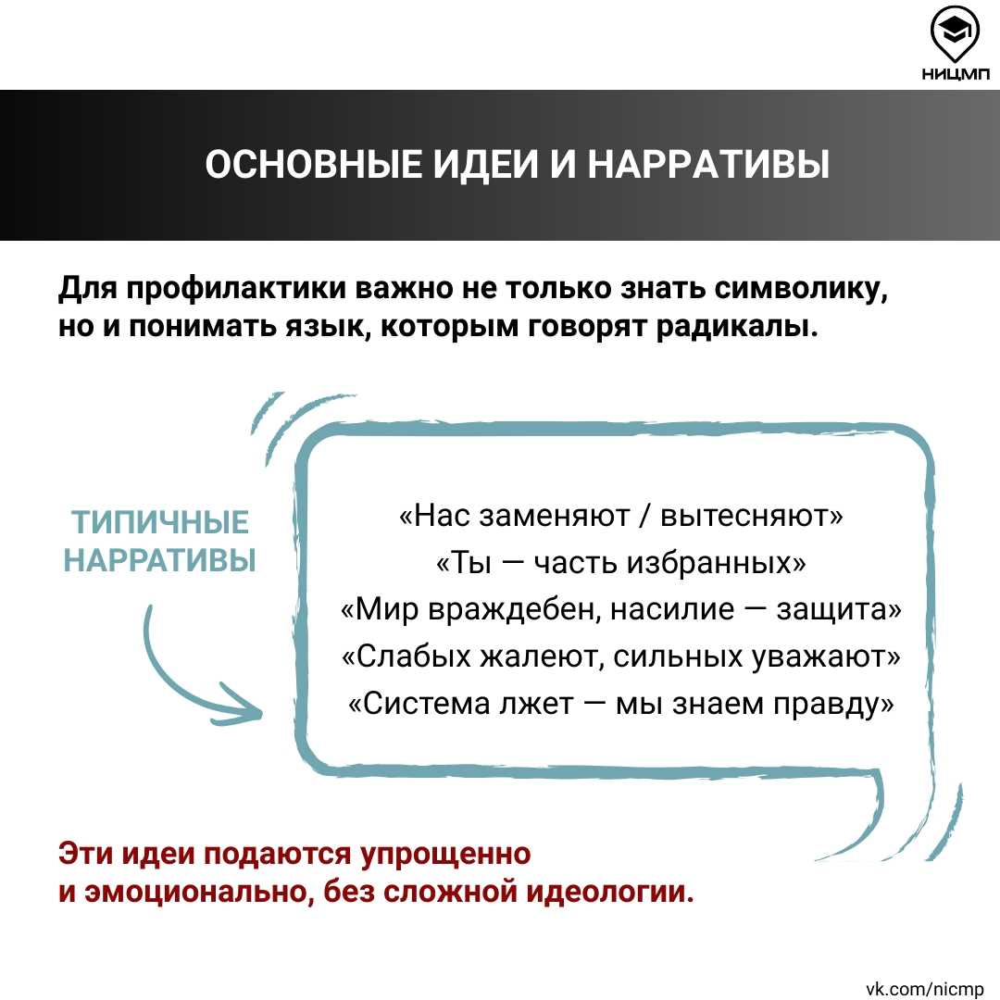 НИЦМП
ОСНОВНЫЕ ИДЕИ И НАРРАТИВЫ
Для профилактики важно не только знать символику,
но и понимать язык, которым говорят радикалы.
ТИПИЧНЫЕ
НАРРАТИВЫ
«Нас заменяют / вытесняют»
«Ты — часть избранных»
«Мир враждебен, насилие — защита»
«Слабых жалеют, сильных уважают»
«Система лжет — мы знаем правду»
Эти идеи подаются упрощенно
и эмоционально, без сложной идеологии.
vk.com/nicmp